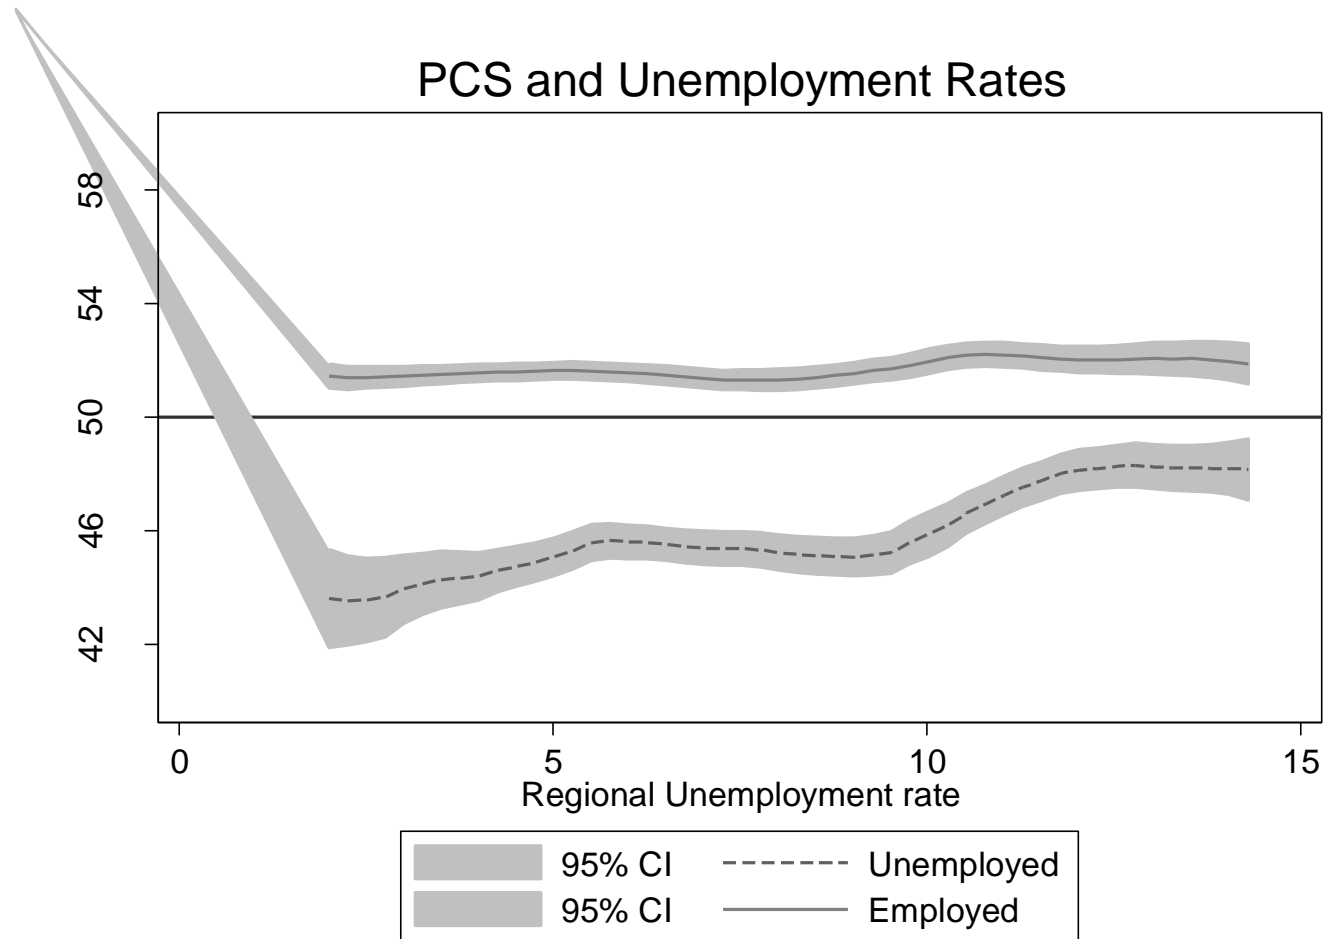 PCS and Unemployment Rates
58
54
50
46
42
0 5 10 15
Regional Unemployment rate
95% CI Unemployed
95% CI Employed